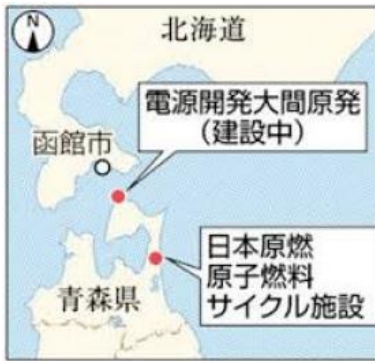 N
北海道
電源開発大間原発
(建設中)
函館市
日本原燃
原子燃料
サイクル施設
青森県